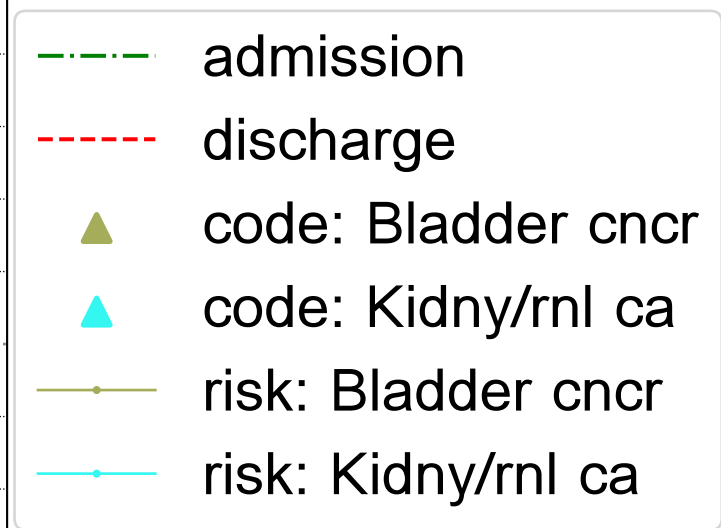 admission
discharge
code: Bladder cncr
code: Kidny/rnl ca
risk: Bladder cncr
risk: Kidny/rnl ca